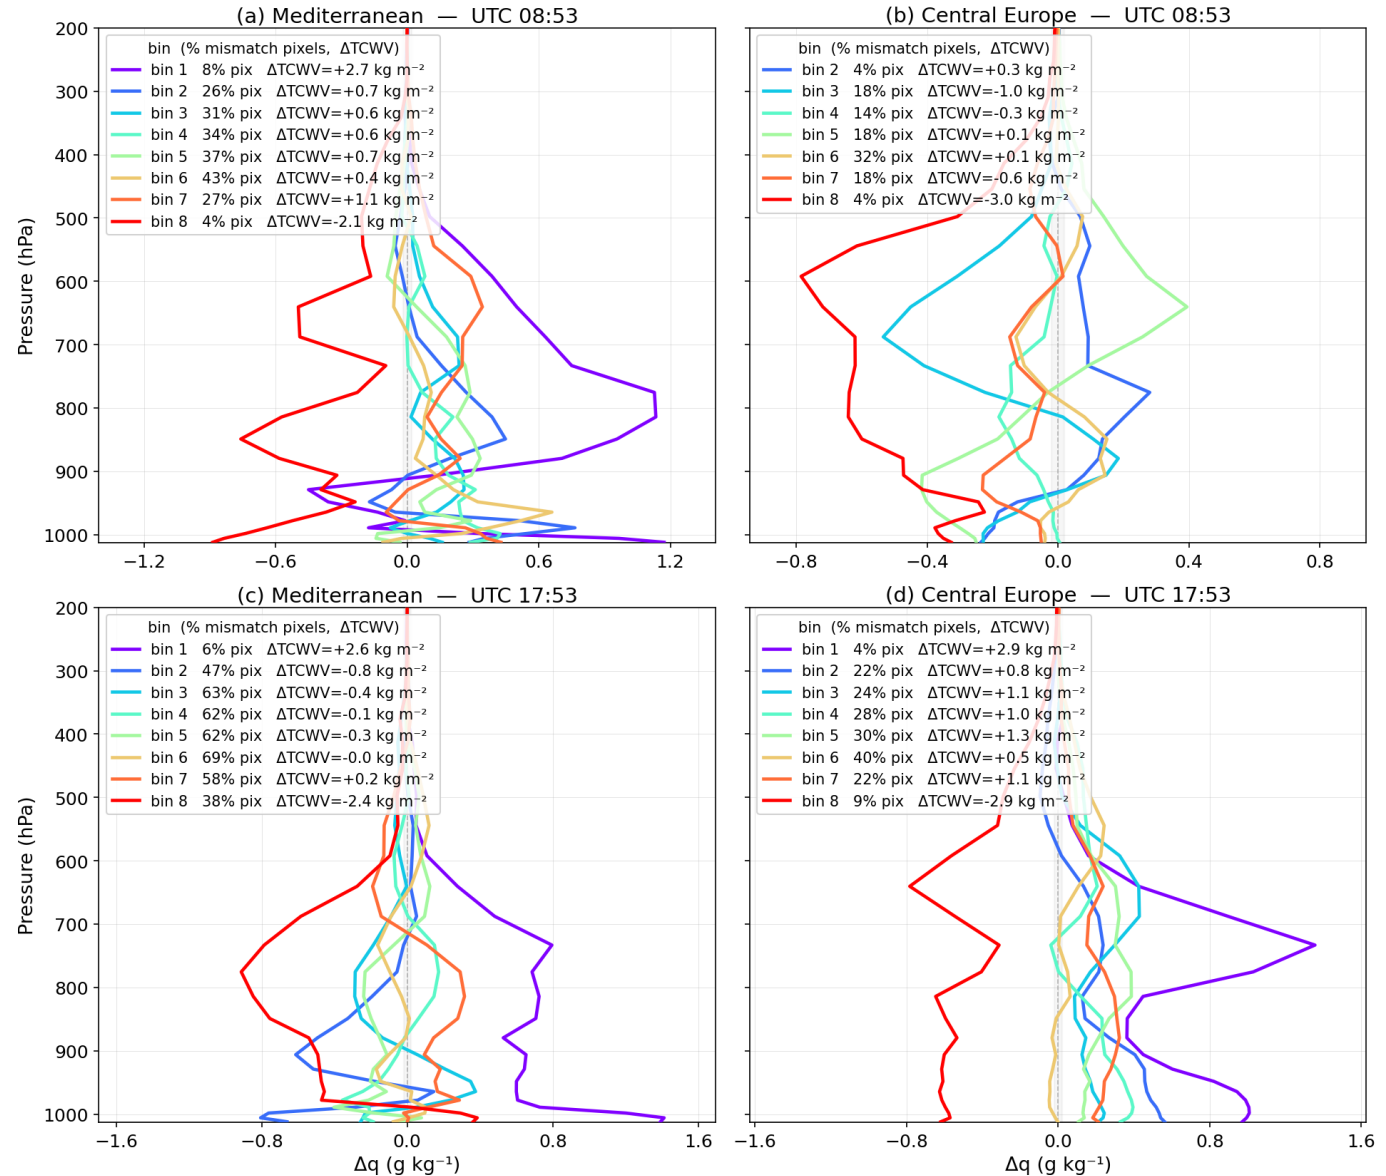 (a) Mediterranean — UTC 08:53
bin (% mismatch pixels, ΔTCWV)
bin 1 8% pix ΔTCWV=+2.7 kg m⁻²
bin 2 26% pix ΔTCWV=+0.7 kg m⁻²
bin 3 31% pix ΔTCWV=+0.6 kg m⁻²
bin 4 34% pix ΔTCWV=+0.6 kg m⁻²
bin 5 37% pix ΔTCWV=+0.7 kg m⁻²
bin 6 43% pix ΔTCWV=+0.4 kg m⁻²
bin 7 27% pix ΔTCWV=+1.1 kg m⁻²
bin 8 4% pix ΔTCWV=-2.1 kg m⁻²
Pressure (hPa)
200
300
400
500
600
700
800
900
1000
−1.2 −0.6 0.0 0.6 1.2
(b) Central Europe — UTC 08:53
bin (% mismatch pixels, ΔTCWV)
bin 2 4% pix ΔTCWV=+0.3 kg m⁻²
bin 3 18% pix ΔTCWV=-1.0 kg m⁻²
bin 4 14% pix ΔTCWV=-0.3 kg m⁻²
bin 5 18% pix ΔTCWV=+0.1 kg m⁻²
bin 6 32% pix ΔTCWV=+0.1 kg m⁻²
bin 7 18% pix ΔTCWV=-0.6 kg m⁻²
bin 8 4% pix ΔTCWV=-3.0 kg m⁻²
−0.8 −0.4 0.0 0.4 0.8
(c) Mediterranean — UTC 17:53
bin (% mismatch pixels, ΔTCWV)
bin 1 6% pix ΔTCWV=+2.6 kg m⁻²
bin 2 47% pix ΔTCWV=-0.8 kg m⁻²
bin 3 63% pix ΔTCWV=-0.4 kg m⁻²
bin 4 62% pix ΔTCWV=-0.1 kg m⁻²
bin 5 62% pix ΔTCWV=-0.3 kg m⁻²
bin 6 69% pix ΔTCWV=-0.0 kg m⁻²
bin 7 58% pix ΔTCWV=+0.2 kg m⁻²
bin 8 38% pix ΔTCWV=-2.4 kg m⁻²
Pressure (hPa)
200
300
400
500
600
700
800
900
1000
−1.6 −0.8 0.0 0.8 1.6
Δq (g kg⁻¹)
(d) Central Europe — UTC 17:53
bin (% mismatch pixels, ΔTCWV)
bin 1 4% pix ΔTCWV=+2.9 kg m⁻²
bin 2 22% pix ΔTCWV=+0.8 kg m⁻²
bin 3 24% pix ΔTCWV=+1.1 kg m⁻²
bin 4 28% pix ΔTCWV=+1.0 kg m⁻²
bin 5 30% pix ΔTCWV=+1.3 kg m⁻²
bin 6 40% pix ΔTCWV=+0.5 kg m⁻²
bin 7 22% pix ΔTCWV=+1.1 kg m⁻²
bin 8 9% pix ΔTCWV=-2.9 kg m⁻²
−1.6 −0.8 0.0 0.8 1.6
Δq (g kg⁻¹)